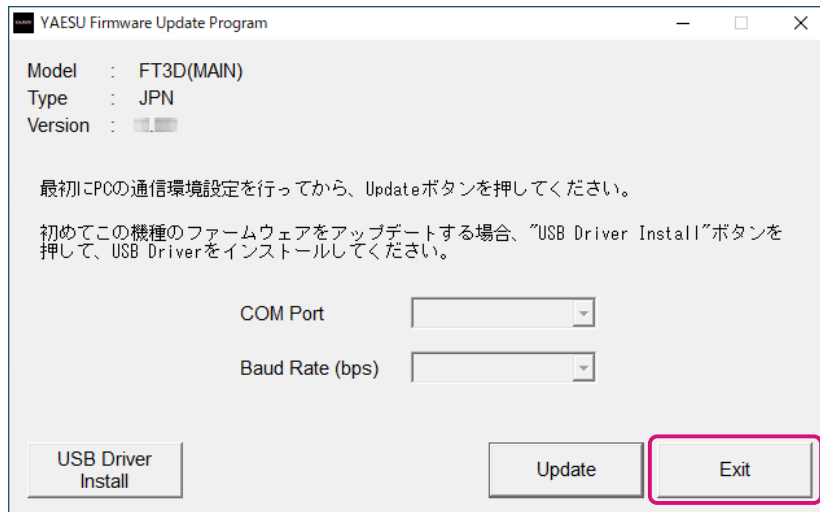 YAESU Firmware Update Program
Model : FT3D(MAIN)
Type : JPN
Version :
最初にPCの通信環境設定を行ってから、Updateボタンを押してください。
初めてこの機種のファームウェアをアップデートする場合、"USB Driver Install"ボタンを
押して、USB Driverをインストールしてください。
COM Port
Baud Rate (bps)
USB Driver
Install
Update
Exit